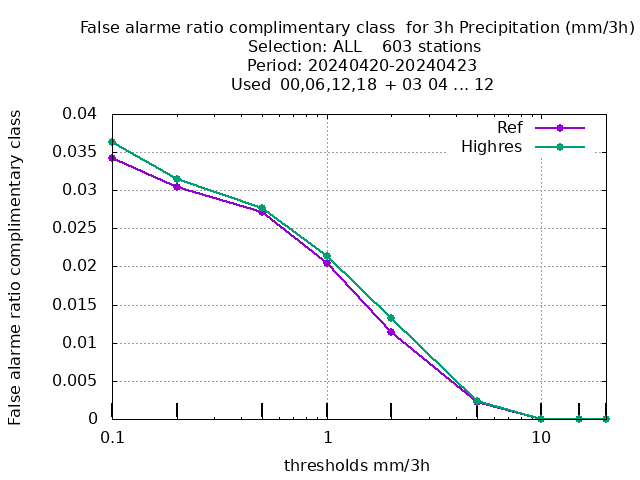 False alarme ratio complimentary class  for 3h Precipitation (mm/3h)
Selection: ALL    603 stations
Period: 20240420-20240423
Used  00,06,12,18  + 03 04 ... 12
False alarme ratio complimentary class
0.04
0.035
0.03
0.025
0.02
0.015
0.01
0.005
0
Ref
Highres
0.1
1
10
thresholds mm/3h